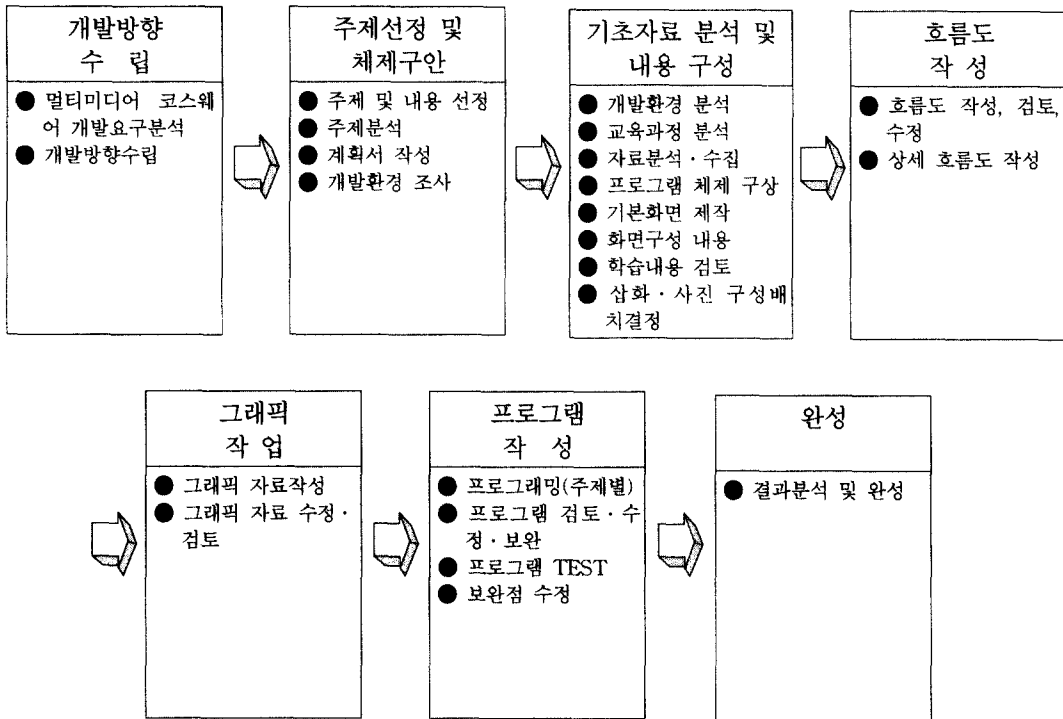 개발방향
수 립
● 멀티미디어 코스웨
어 개발요구분석
● 개발방향수립
주제선정 및
체제구안
● 주제 및 내용 선정
● 주제분석
● 계획서 작성
● 개발환경 조사
기초자료 분석 및
내용 구성
● 개발환경 분석
● 교육과정 분석
● 자료분석·수집
● 프로그램 체제 구상
● 기본화면 제작
● 화면구성 내용
● 학습내용 검토
● 삽화·사진 구성배
치결정
흐름도
작 성
● 흐름도 작성, 검토,
수정
● 상세 흐름도 작성
그래픽
작 업
● 그래픽 자료작성
● 그래픽 자료 수정·
검토
프로그램
작 성
● 프로그래밍(주제별)
● 프로그램 검토·수
정·보완
● 프로그램 TEST
● 보완점 수정
완성
● 결과분석 및 완성